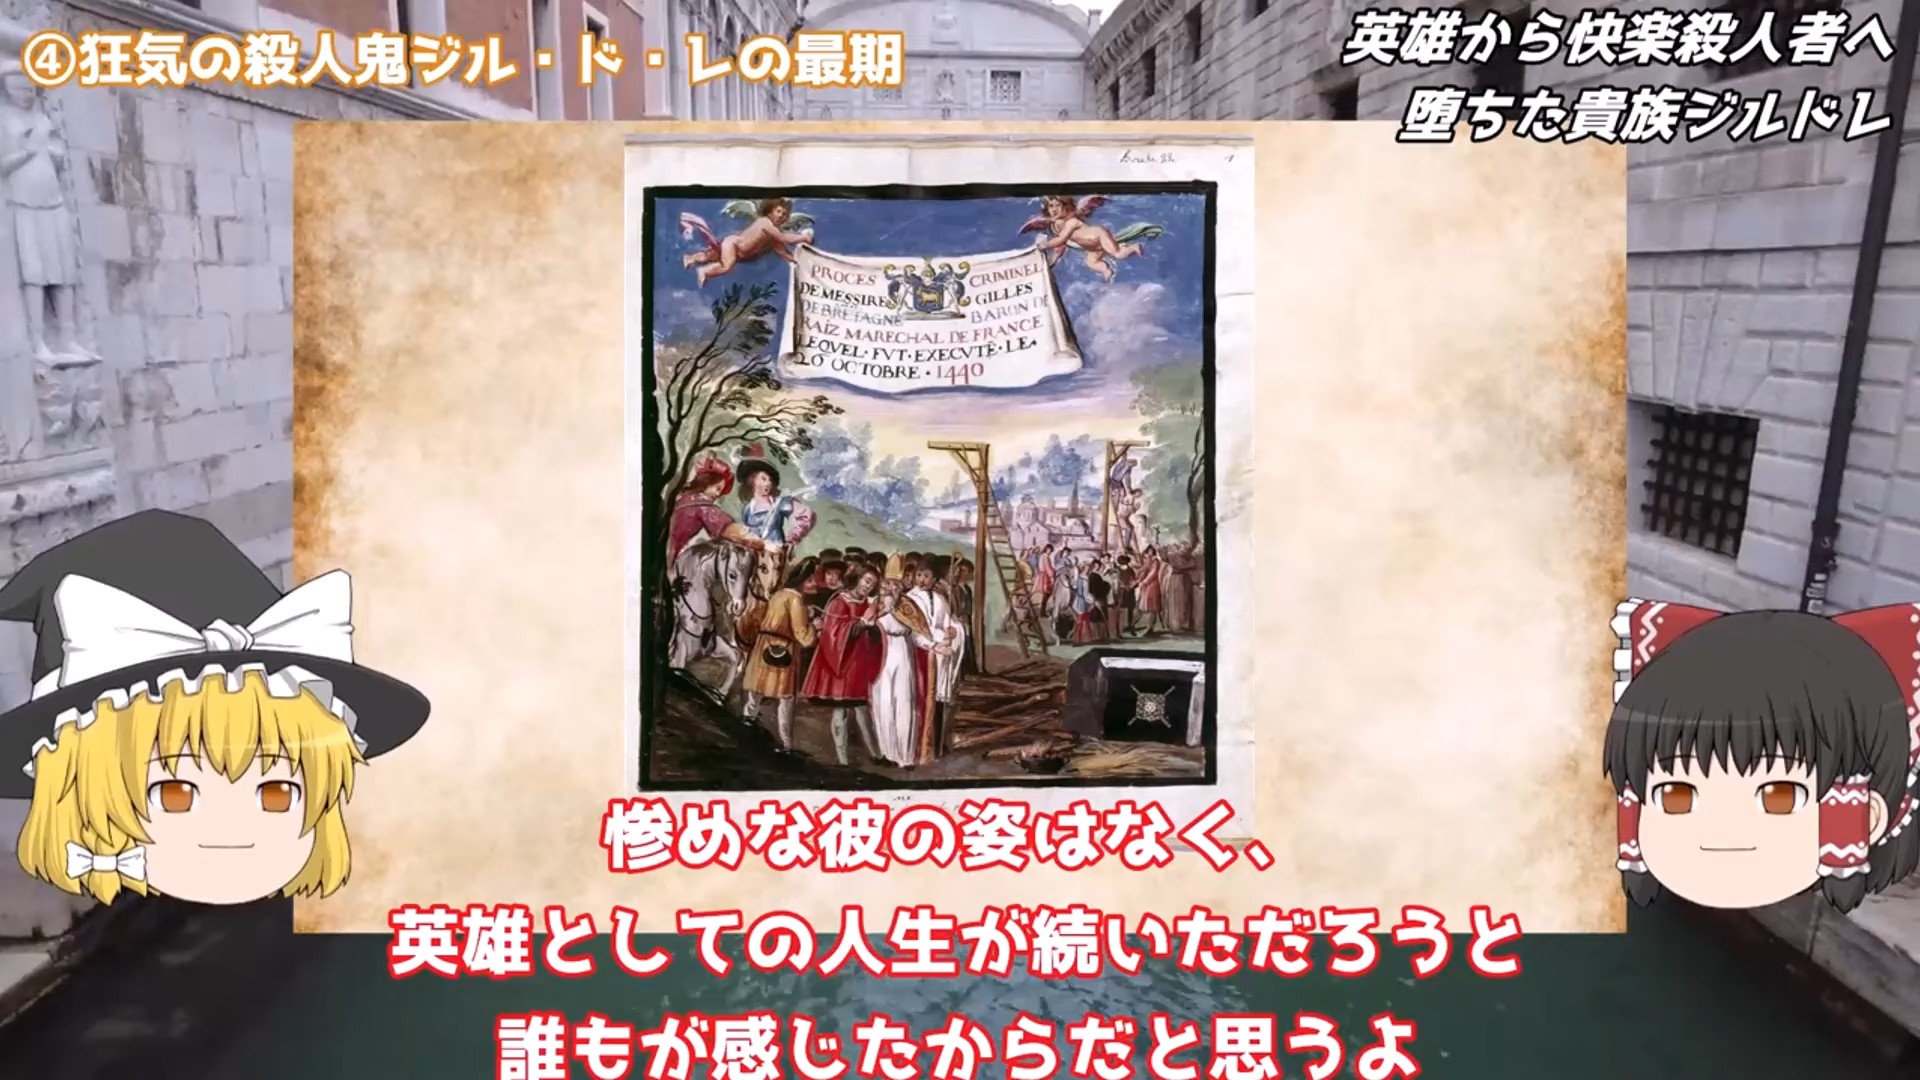 ④狂気の殺人鬼ジル・ド・レの最期
英雄から快楽殺人者へ
堕ちた貴族ジルドレ
PROCES CRIMINEL
DE MESSIRE GILLES
DE BRETAGNE BARON DE
RAIZ MARECHAL DE FRANCE
LEQVEL·FVT·EXECVTE·LE·
26 OCTOBRE·1440
惨めな彼の姿はなく、
英雄としての人生が続いただろうと
誰もが感じたからだと思うよ